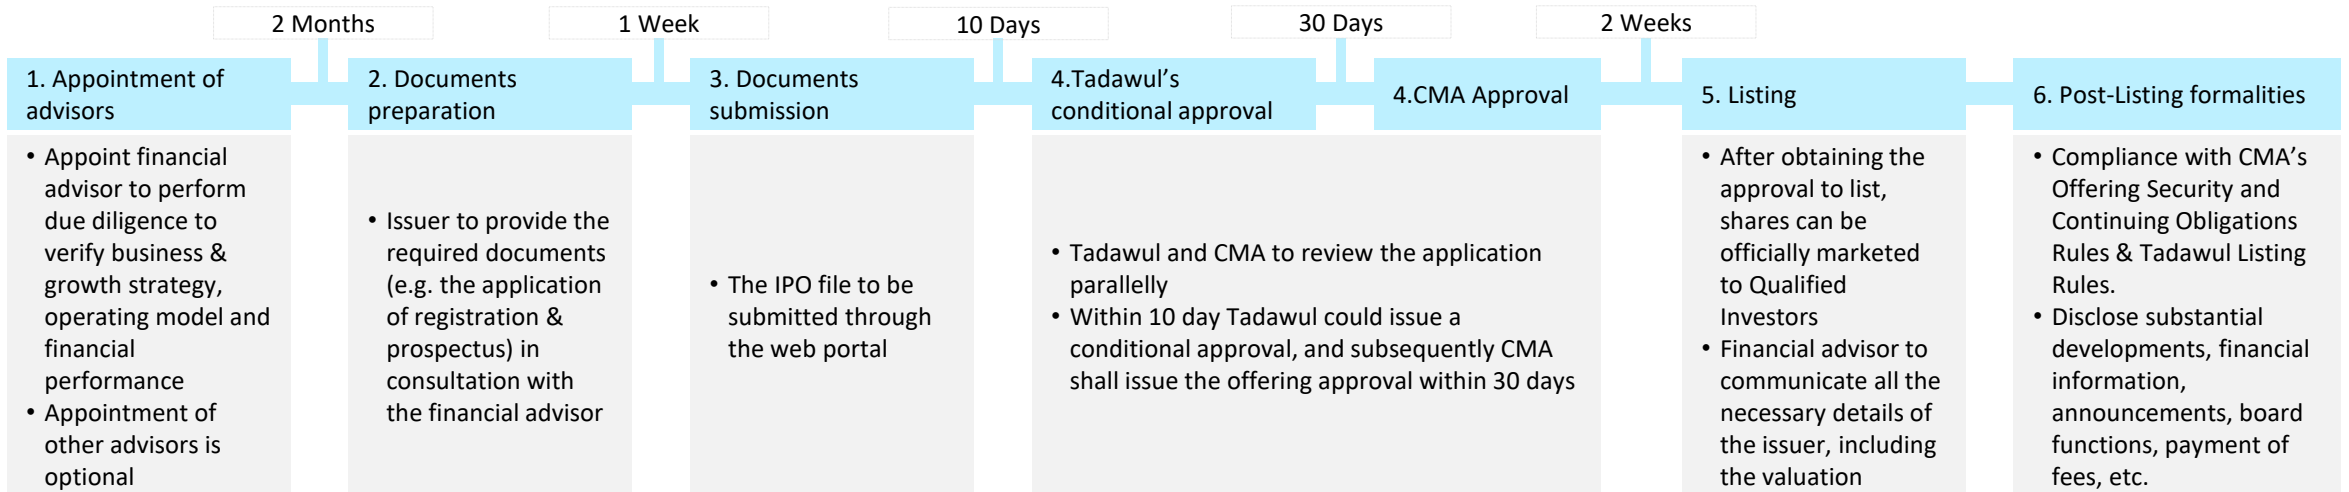 2 Months
1 Week
10 Days
30 Days
2 Weeks
1. Appointment of
advisors
2. Documents
preparation
3. Documents
submission
4.Tadawul’s
conditional approval
4.CMA Approval
5. Listing
6. Post-Listing formalities
• Appoint financial
advisor to perform
due diligence to
verify business &
growth strategy,
operating model and
financial
performance
• Appointment of
other advisors is
optional
• Issuer to provide the
required documents
(e.g. the application
of registration &
prospectus) in
consultation with
the financial advisor
• The IPO file to be
submitted through
the web portal
• Tadawul and CMA to review the application
parallelly
• Within 10 day Tadawul could issue a
conditional approval, and subsequently CMA
shall issue the offering approval within 30 days
• After obtaining the
approval to list,
shares can be
officially marketed
to Qualified
Investors
• Financial advisor to
communicate all the
necessary details of
the issuer, including
the valuation
• Compliance with CMA’s
Offering Security and
Continuing Obligations
Rules & Tadawul Listing
Rules.
• Disclose substantial
developments, financial
information,
announcements, board
functions, payment of
fees, etc.